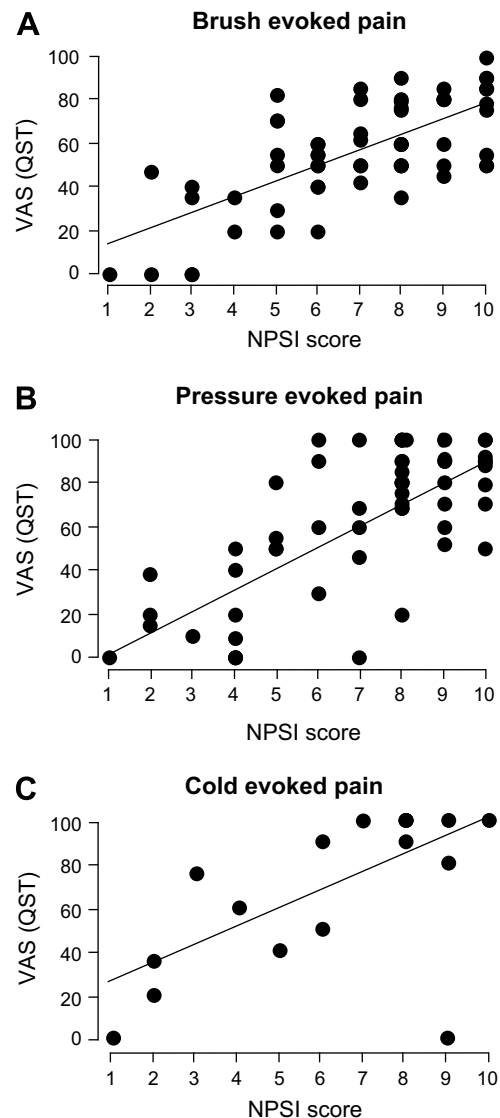 A Brush evoked pain
VAS (QST)
100
80
60
40
20
0
1 2 3 4 5 6 7 8 9 10
NPSI score
B Pressure evoked pain
VAS (QST)
100
80
60
40
20
0
1 2 3 4 5 6 7 8 9 10
NPSI score
C Cold evoked pain
VAS (QST)
100
80
60
40
20
0
1 2 3 4 5 6 7 8 9 10
NPSI score